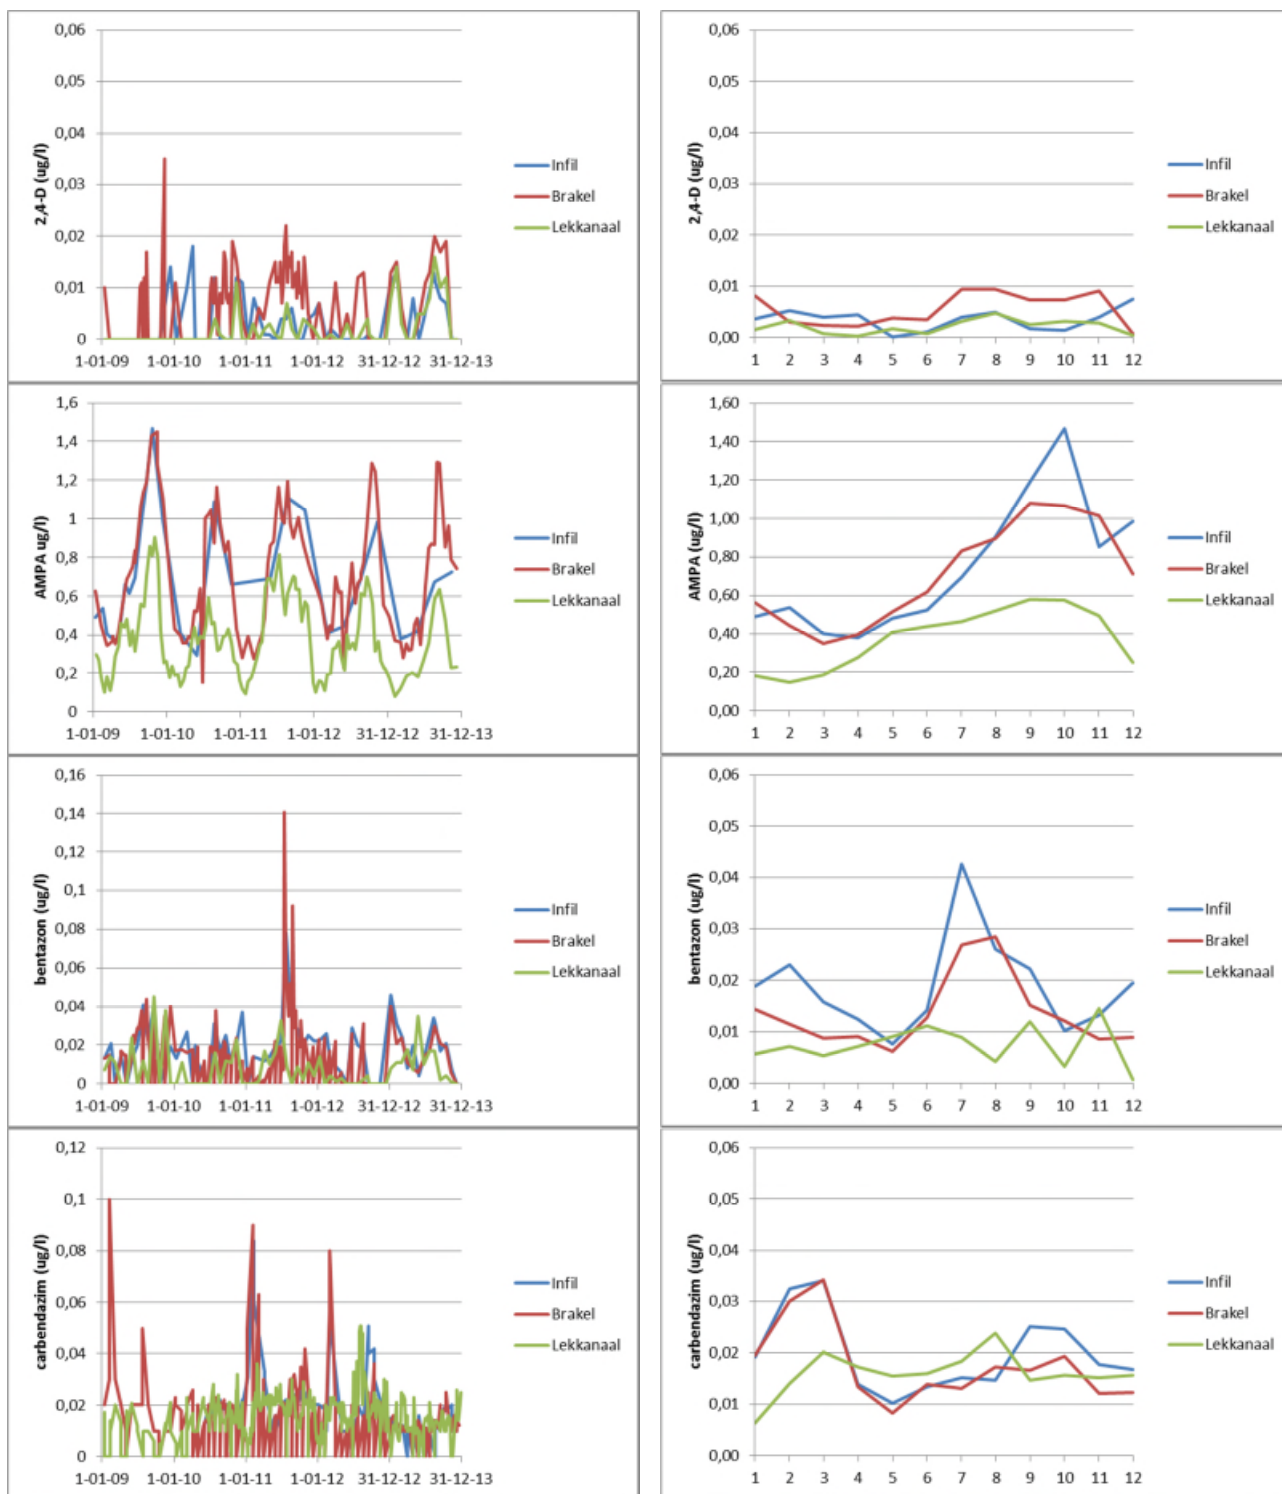 0,06
0,05
0,04
0,03
0,02
0,01
0
2,4-D (ug/l)
1-01-09 1-01-10 1-01-11 1-01-12 31-12-12 31-12-13
Infil
Brakel
Lekkanaal
0,06
0,05
0,04
0,03
0,02
0,01
0,00
2,4-D (ug/l)
1 2 3 4 5 6 7 8 9 10 11 12
Infil
Brakel
Lekkanaal
1,6
1,4
1,2
1
0,8
0,6
0,4
0,2
0
AMPA ug/l)
1-01-09 1-01-10 1-01-11 1-01-12 31-12-12 31-12-13
Infil
Brakel
Lekkanaal
1,60
1,40
1,20
1,00
0,80
0,60
0,40
0,20
0,00
AMPA (ug/l)
1 2 3 4 5 6 7 8 9 10 11 12
Infil
Brakel
Lekkanaal
0,16
0,14
0,12
0,1
0,08
0,06
0,04
0,02
0
bentazon (ug/l)
1-01-09 1-01-10 1-01-11 1-01-12 31-12-12 31-12-13
Infil
Brakel
Lekkanaal
0,06
0,05
0,04
0,03
0,02
0,01
0,00
bentazon (ug/l)
1 2 3 4 5 6 7 8 9 10 11 12
Infil
Brakel
Lekkanaal
0,12
0,1
0,08
0,06
0,04
0,02
0
carbendazim (ug/l)
1-01-09 1-01-10 1-01-11 1-01-12 31-12-12 31-12-13
Infil
Brakel
Lekkanaal
0,06
0,05
0,04
0,03
0,02
0,01
0,00
carbendazim (ug/l)
1 2 3 4 5 6 7 8 9 10 11 12
Infil
Brakel
Lekkanaal